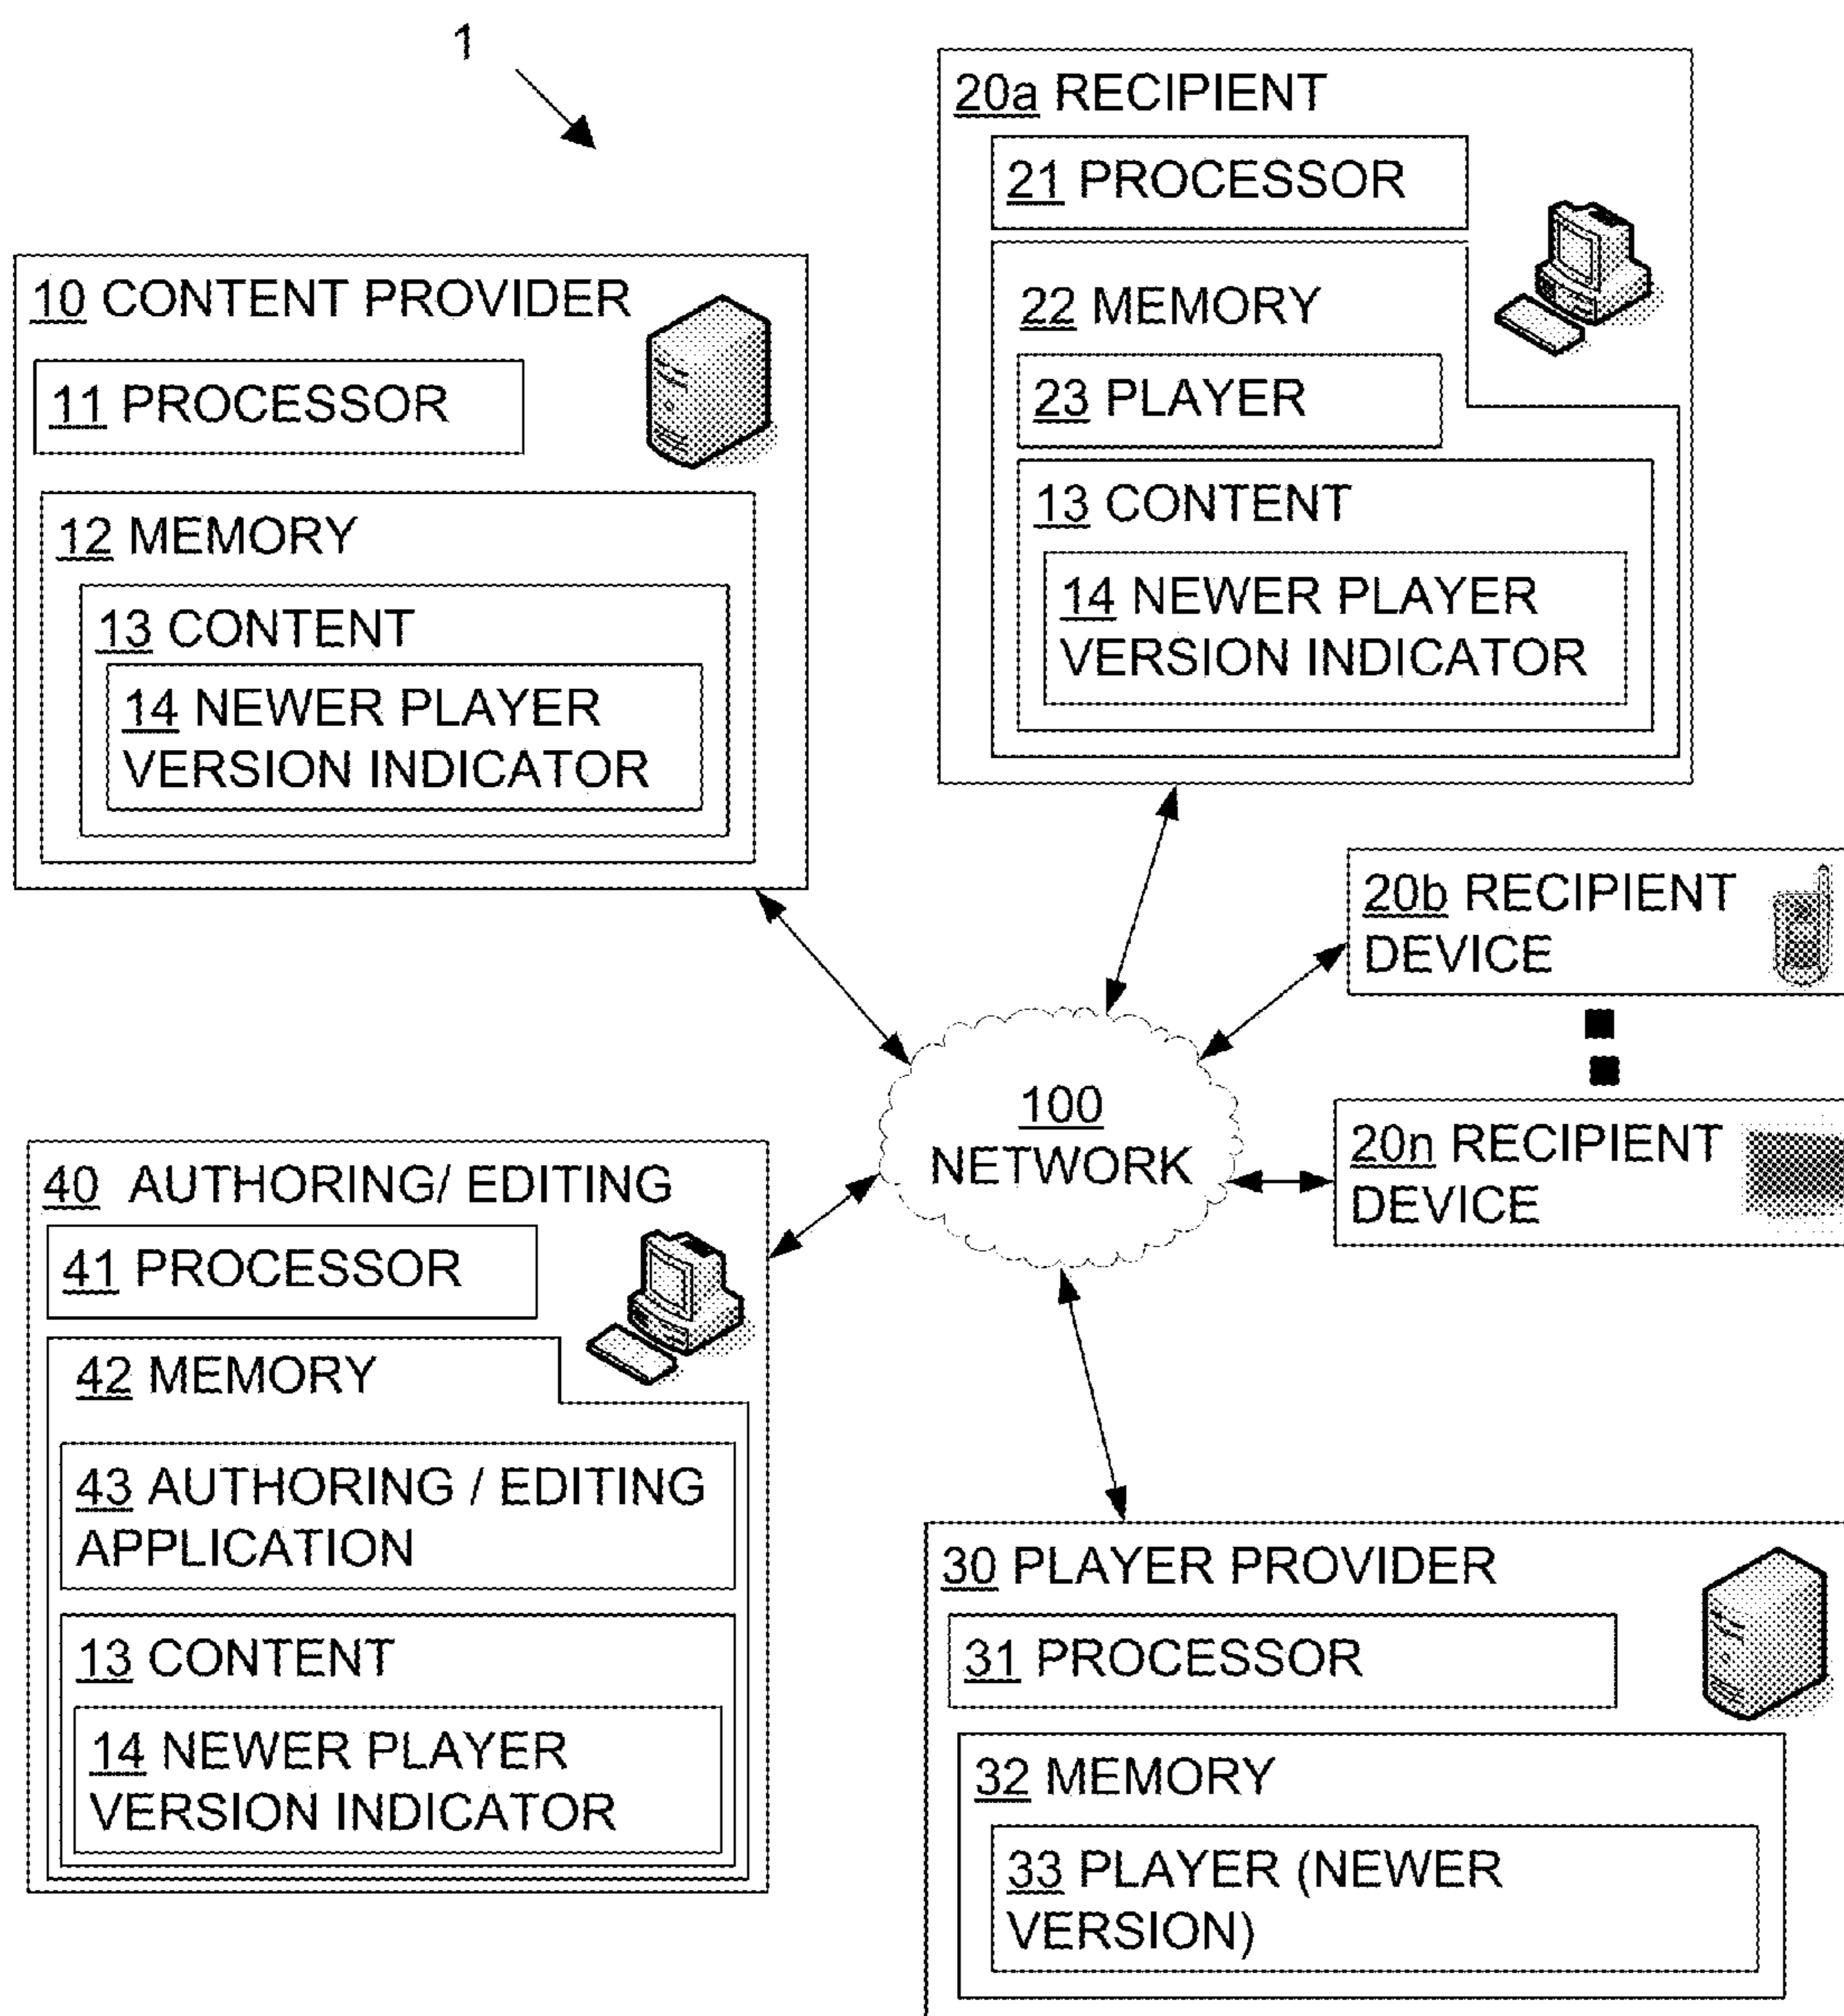 1
10 CONTENT PROVIDER
11 PROCESSOR
12 MEMORY
13 CONTENT
14 NEWER PLAYER
VERSION INDICATOR
20a RECIPIENT
21 PROCESSOR
22 MEMORY
23 PLAYER
13 CONTENT
14 NEWER PLAYER
VERSION INDICATOR
20b RECIPIENT
DEVICE
20n RECIPIENT
DEVICE
100
NETWORK
40 AUTHORING/ EDITING
41 PROCESSOR
42 MEMORY
43 AUTHORING / EDITING
APPLICATION
13 CONTENT
14 NEWER PLAYER
VERSION INDICATOR
30 PLAYER PROVIDER
31 PROCESSOR
32 MEMORY
33 PLAYER (NEWER
VERSION)